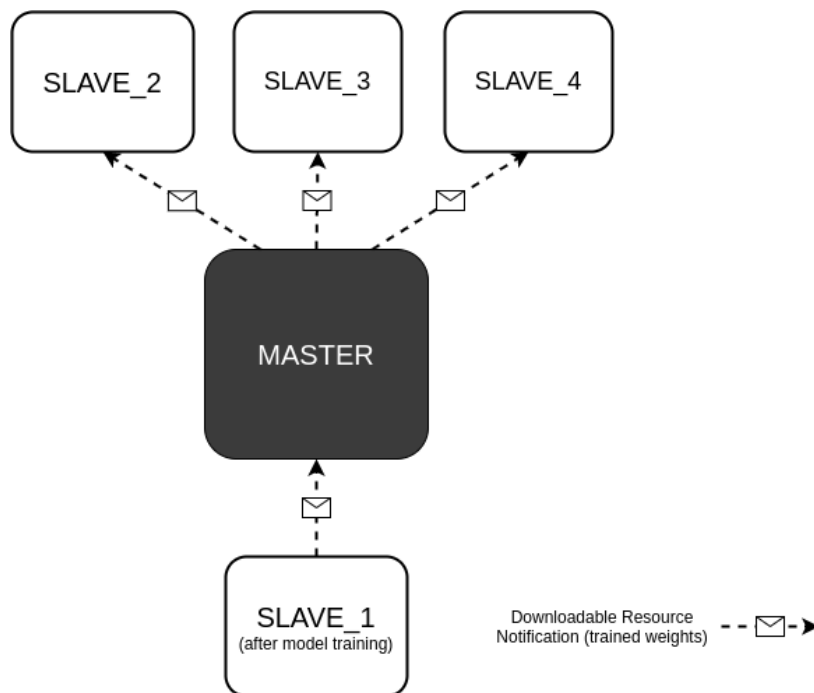 SLAVE_2
SLAVE_3
SLAVE_4
MASTER
SLAVE_1
(after model training)
Downloadable Resource
Notification (trained weights)